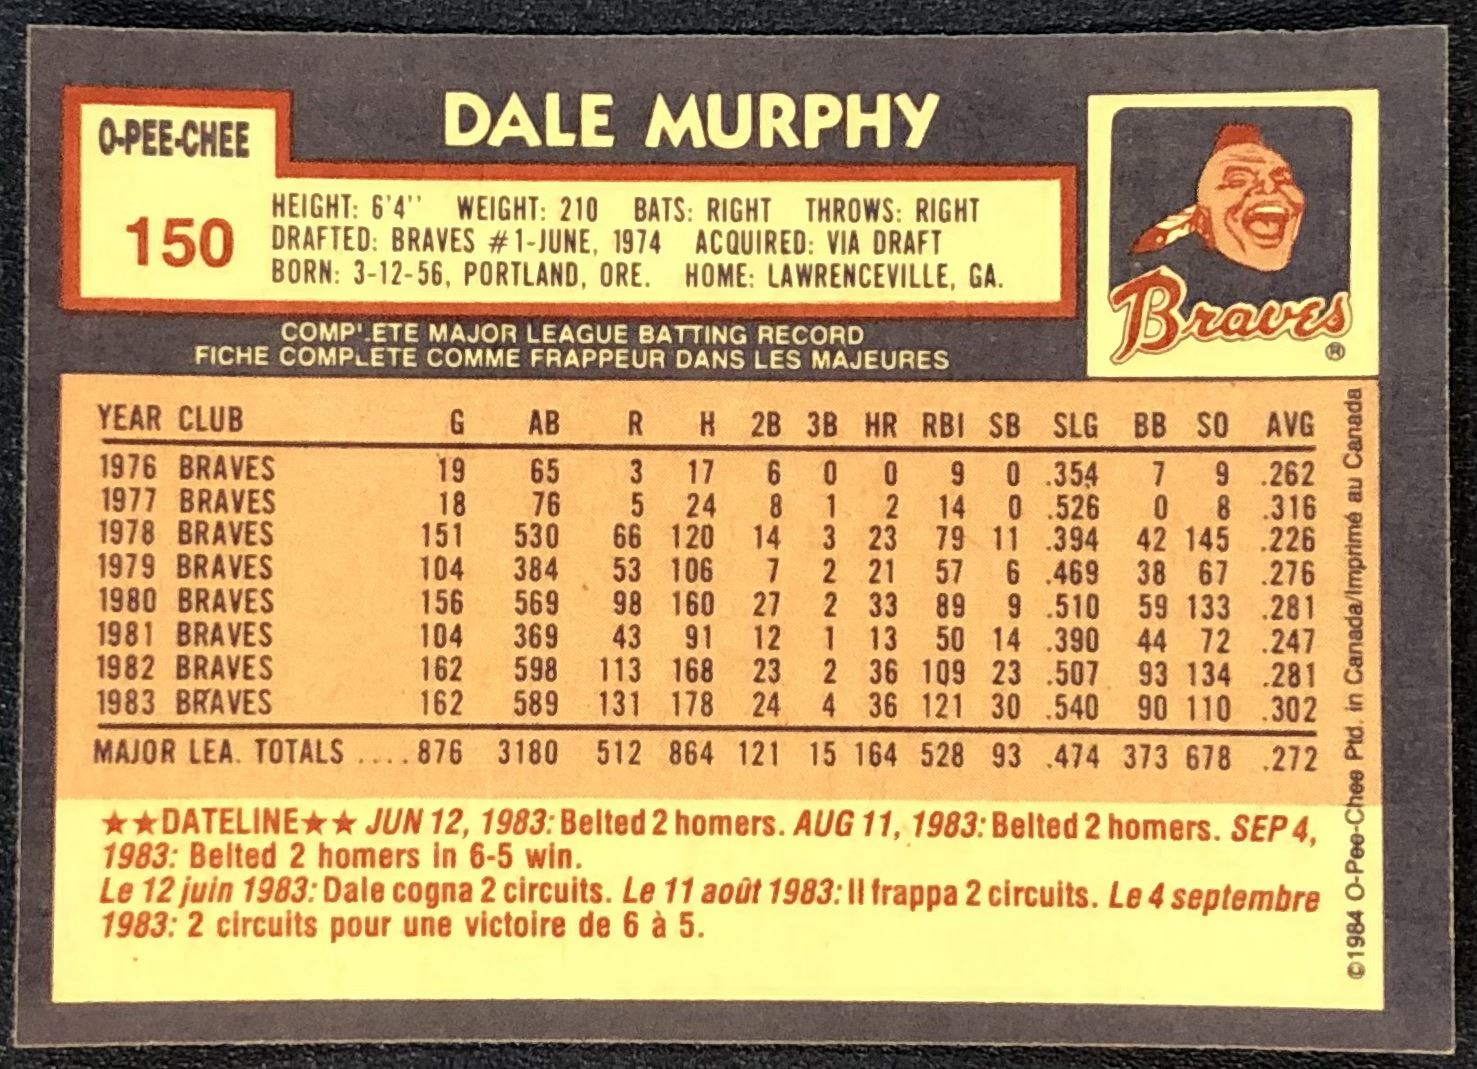 O-PEE-CHEE
150
DALE MURPHY
HEIGHT: 6'4'' WEIGHT: 210 BATS: RIGHT THROWS: RIGHT
DRAFTED: BRAVES #1-JUNE, 1974 ACQUIRED: VIA DRAFT
BORN: 3-12-56, PORTLAND, ORE. HOME: LAWRENCEVILLE, GA.
Braves ®
COMPLETE MAJOR LEAGUE BATTING RECORD
FICHE COMPLETE COMME FRAPPEUR DANS LES MAJEURES
YEAR CLUB G AB R H 2B 3B HR RBI SB SLG BB SO AVG
1976 BRAVES 19 65 3 17 6 0 0 9 0 .354 7 9 .262
1977 BRAVES 18 76 5 24 8 1 2 14 0 .526 0 8 .316
1978 BRAVES 151 530 66 120 14 3 23 79 11 .394 42 145 .226
1979 BRAVES 104 384 53 106 7 2 21 57 6 .469 38 67 .276
1980 BRAVES 156 569 98 160 27 2 33 89 9 .510 59 133 .281
1981 BRAVES 104 369 43 91 12 1 13 50 14 .390 44 72 .247
1982 BRAVES 162 598 113 168 23 2 36 109 23 .507 93 134 .281
1983 BRAVES 162 589 131 178 24 4 36 121 30 .540 90 110 .302
MAJOR LEA. TOTALS ....876 3180 512 864 121 15 164 528 93 .474 373 678 .272
★★DATELINE★★ JUN 12, 1983: Belted 2 homers. AUG 11, 1983: Belted 2 homers. SEP 4,
1983: Belted 2 homers in 6-5 win.
Le 12 juin 1983: Dale cogna 2 circuits. Le 11 août 1983: Il frappa 2 circuits. Le 4 septembre
1983: 2 circuits pour une victoire de 6 à 5.
©1984 O-Pee-Chee Ptd. in Canada/Imprimé au Canada